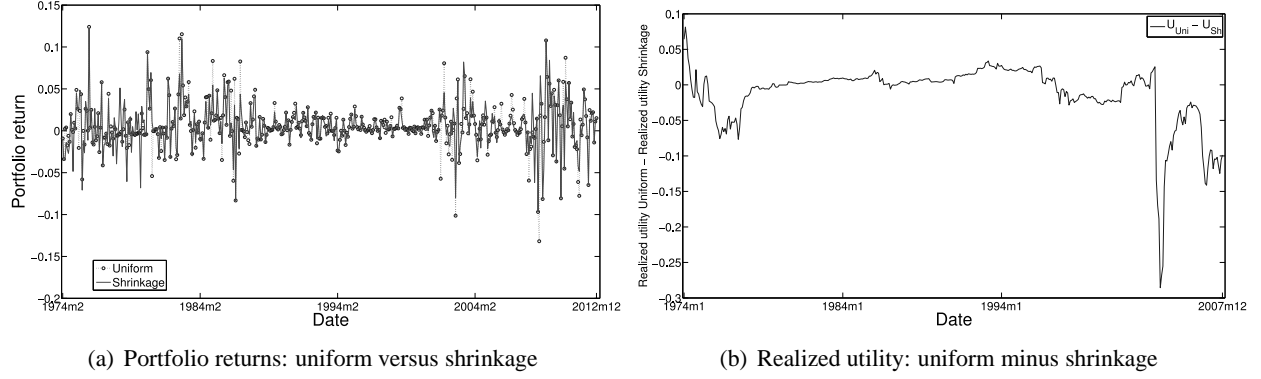 0.15
0.1
0.05
0
−0.05
−0.1
−0.15
−0.2
Portfolio return
Uniform
Shrinkage
1974m2
1984m2
1994m2
2004m2
2012m12
Date
(a) Portfolio returns: uniform versus shrinkage
0.1
0.05
0
−0.05
−0.1
−0.15
−0.2
−0.25
−0.3
Realized utility Uniform − Realized utility Shrinkage
U_Uni − U_Sh
1974m1
1984m1
1994m1
2007m12
Date
(b) Realized utility: uniform minus shrinkage